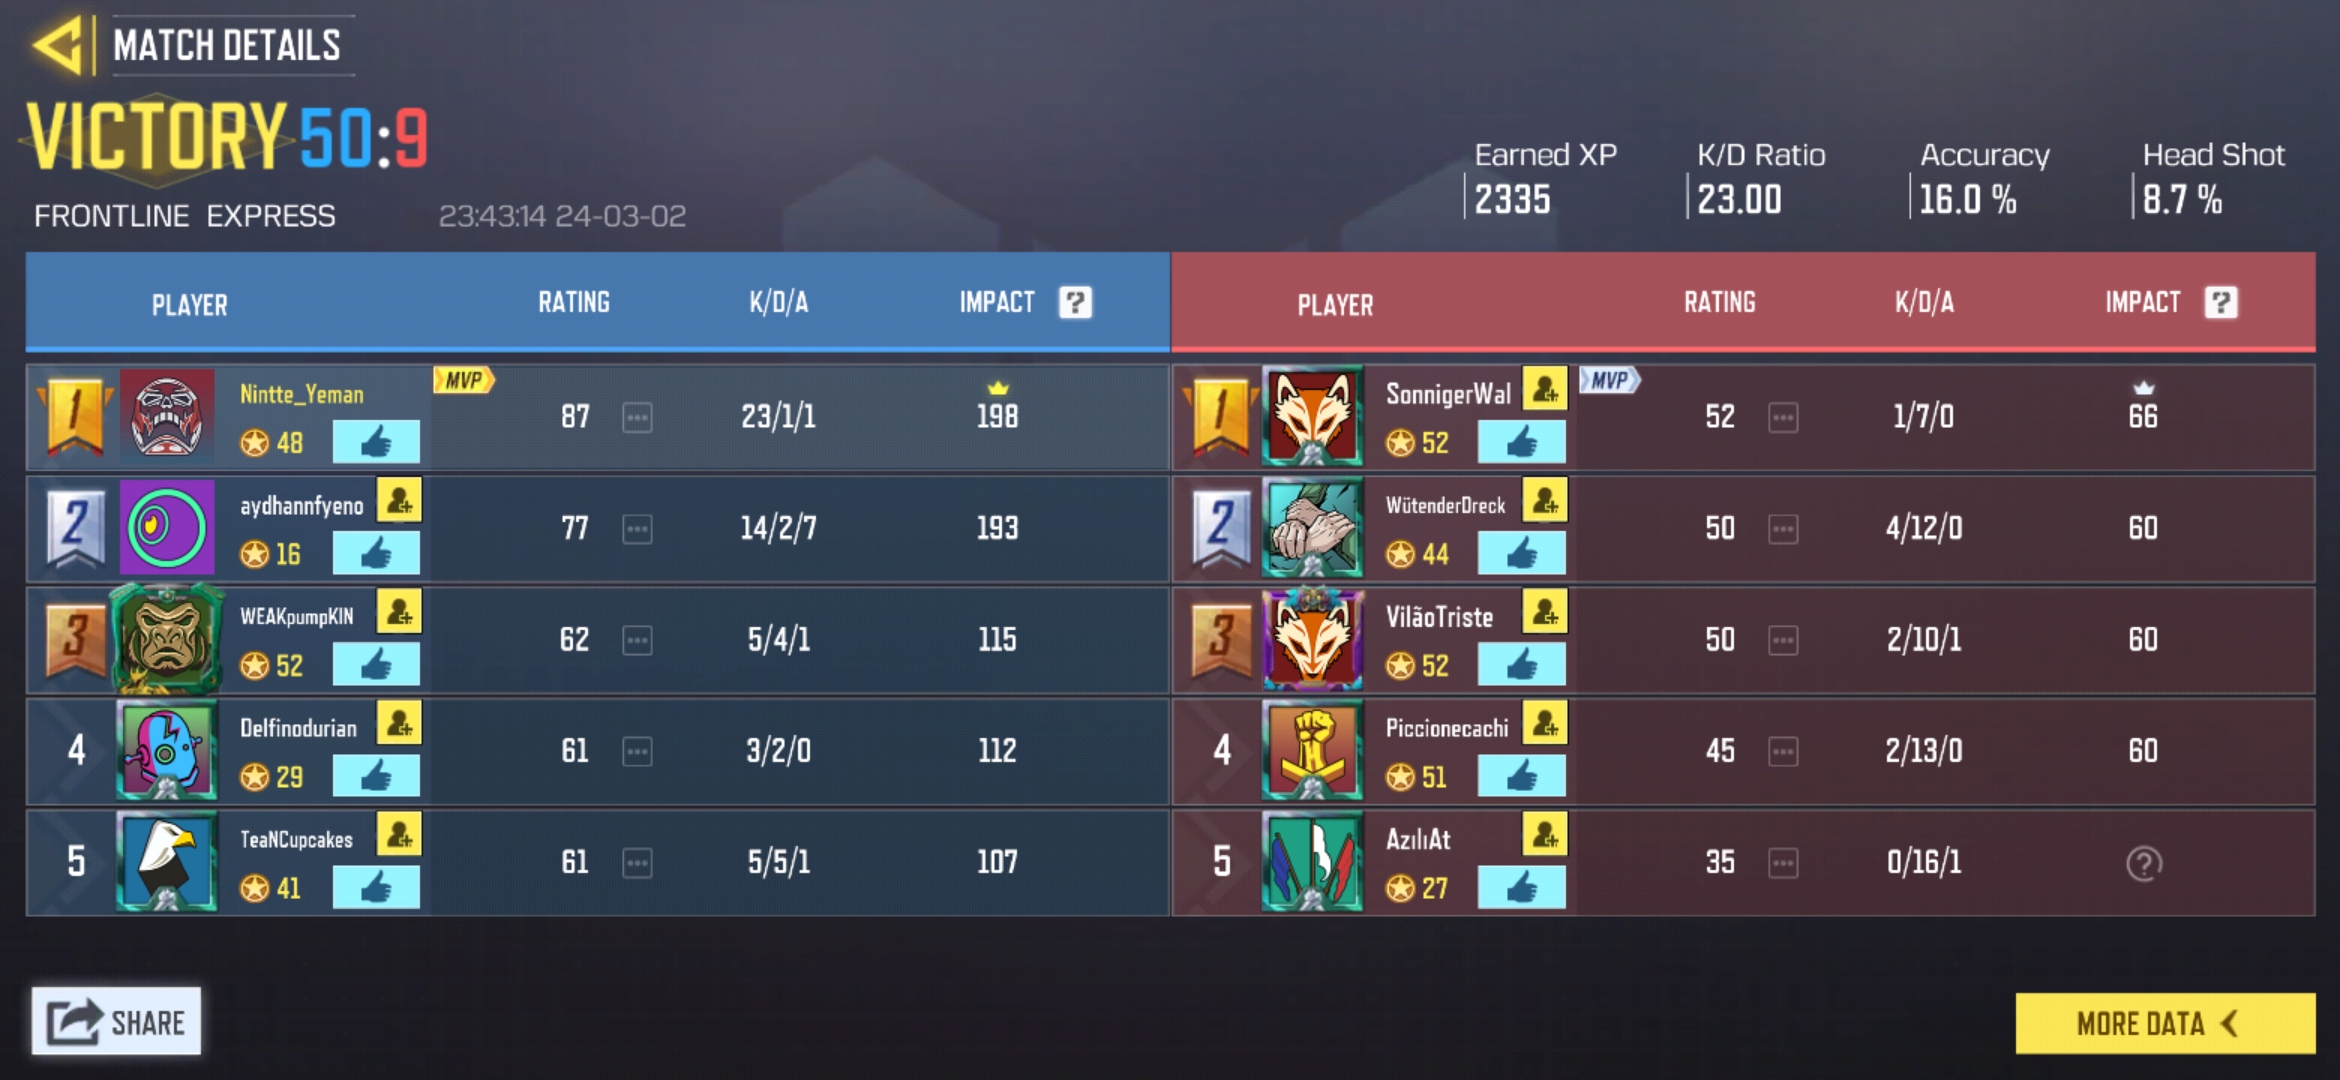 MATCH DETAILS
VICTORY 50:9
FRONTLINE EXPRESS 23:43:14 24-03-02
Earned XP K/D Ratio Accuracy Head Shot
2335 23.00 16.0 % 8.7 %
PLAYER RATING K/D/A IMPACT ? PLAYER RATING K/D/A IMPACT ?
1 Nintte_Yeman 48 MVP 87 23/1/1 198
2 aydhannfyeno 16 77 14/2/7 193
3 WEAKpumpKIN 52 62 5/4/1 115
4 Delfinodurian 29 61 3/2/0 112
5 TeaNCupcakes 41 61 5/5/1 107
1 SonnigerWal 52 MVP 52 1/7/0 66
2 WütenderDreck 44 50 4/12/0 60
3 VilãoTriste 52 50 2/10/1 60
4 Piccionecachi 51 45 2/13/0 60
5 AzılıAt 27 35 0/16/1 ?
SHARE
MORE DATA